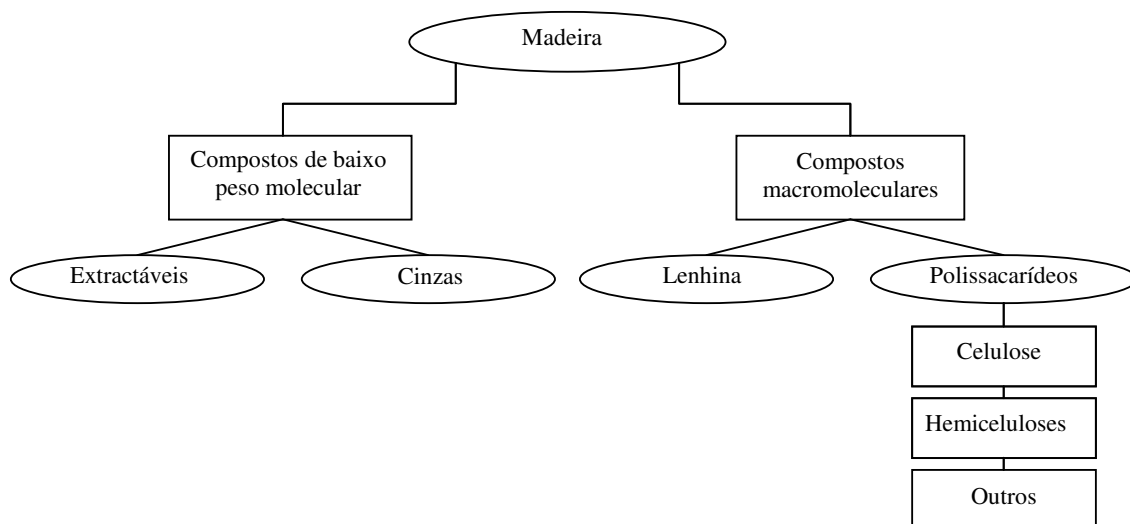 Madeira
Compostos de baixo
peso molecular
Compostos
macromoleculares
Extractáveis
Cinzas
Lenhina
Polissacarídeos
Celulose
Hemiceluloses
Outros